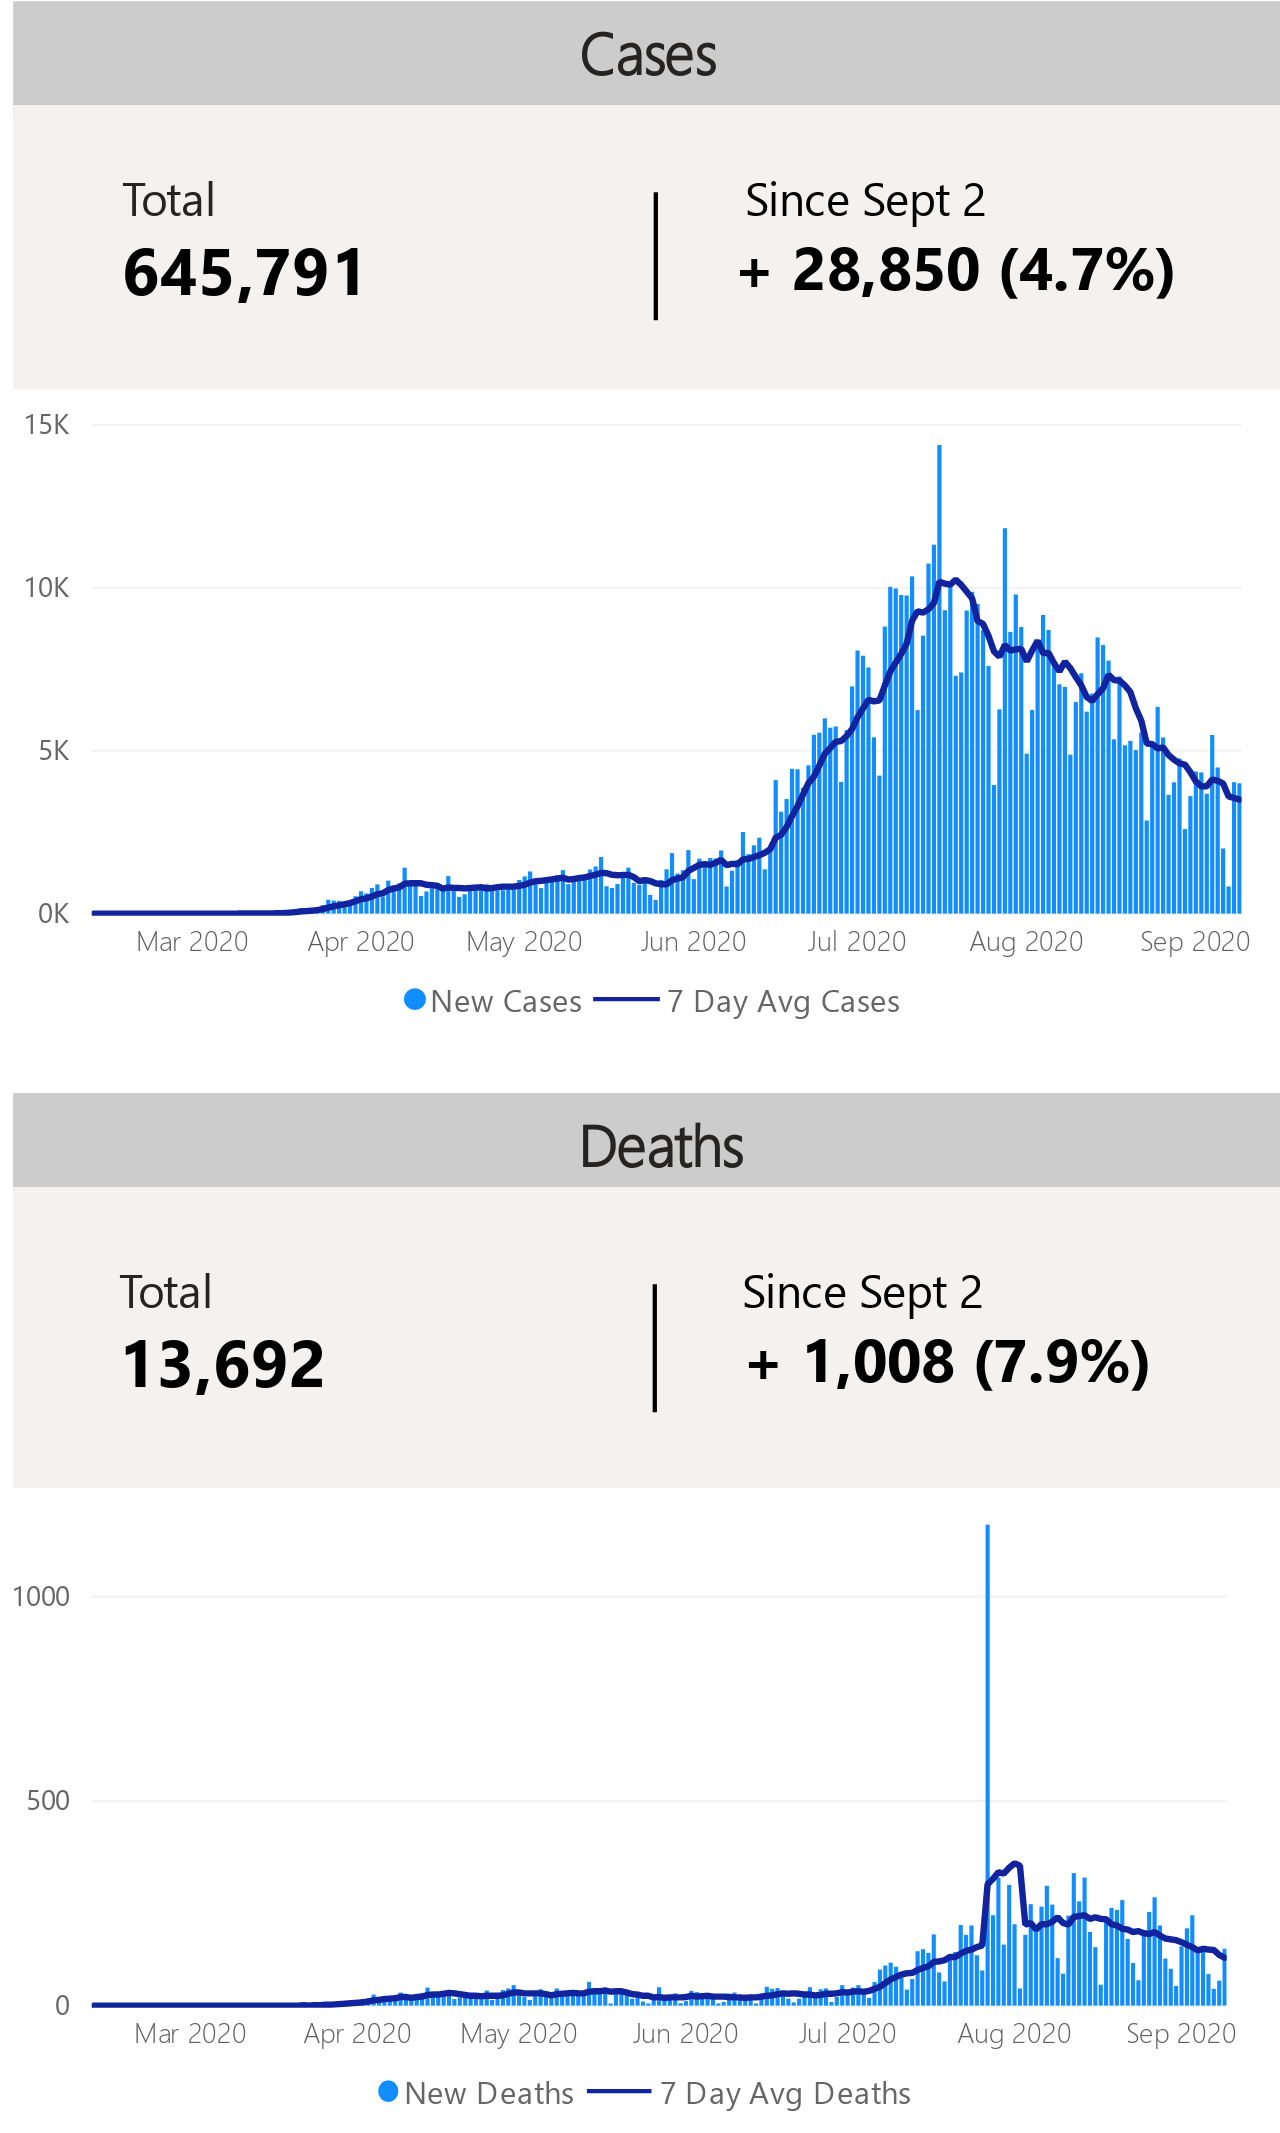 Cases
Total
Since Sept 2
645,791
+ 28,850 (4.7%)
15K
10K
5K
0K
Mar 2020 Apr 2020 May 2020 Jun 2020 Jul 2020 Aug 2020 Sep 2020
New Cases 7 Day Avg Cases
Deaths
Total
Since Sept 2
13,692
+ 1,008 (7.9%)
1000
500
0
Mar 2020 Apr 2020 May 2020 Jun 2020 Jul 2020 Aug 2020 Sep 2020
New Deaths 7 Day Avg Deaths